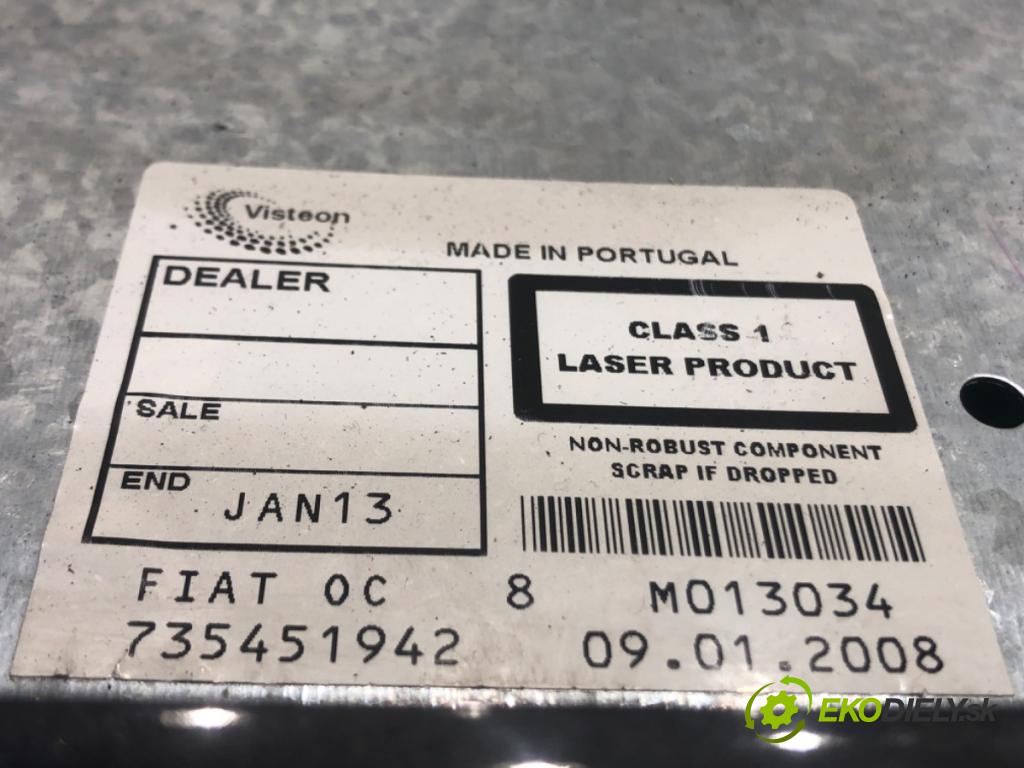 Visteon
MADE IN PORTUGAL
DEALER
SALE
END
JAN13
CLASS 1
LASER PRODUCT
NON-ROBUST COMPONENT
SCRAP IF DROPPED
FIAT OC 8 M013034
735451942 09.01.2008
EKODIELY.sk